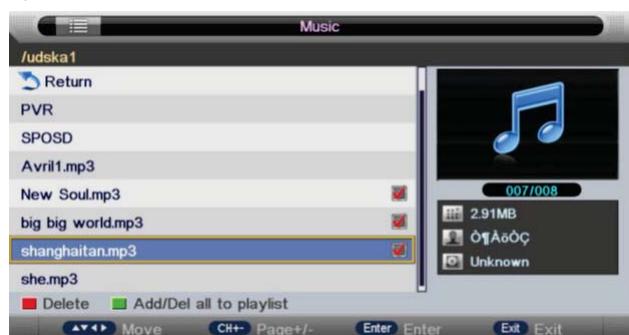 Music
/udska1
Return
PVR
SPOSD
Avril1.mp3
New Soul.mp3
big big world.mp3
shanghaitan.mp3
she.mp3
007/008
2.91MB
Ò¶ÀöÒÇ
Unknown
Delete Add/Del all to playlist
Move CH+- Page+/- Enter Enter Exit Exit